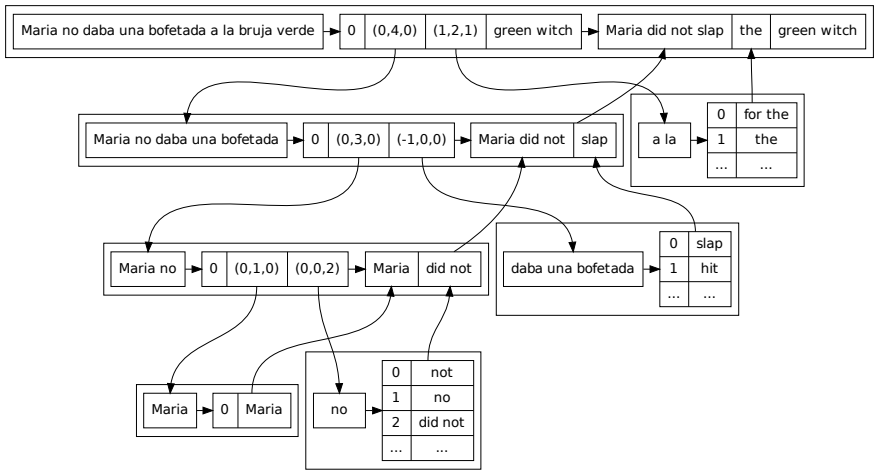 Maria no daba una bofetada a la bruja verde 0 (0,4,0) (1,2,1) green witch Maria did not slap the green witch
Maria no daba una bofetada 0 (0,3,0) (-1,0,0) Maria did not slap
a la 0 for the
1 the
... ...
Maria no 0 (0,1,0) (0,0,2) Maria did not
daba una bofetada 0 slap
1 hit
... ...
Maria 0 Maria
no 0 not
1 no
2 did not
... ...